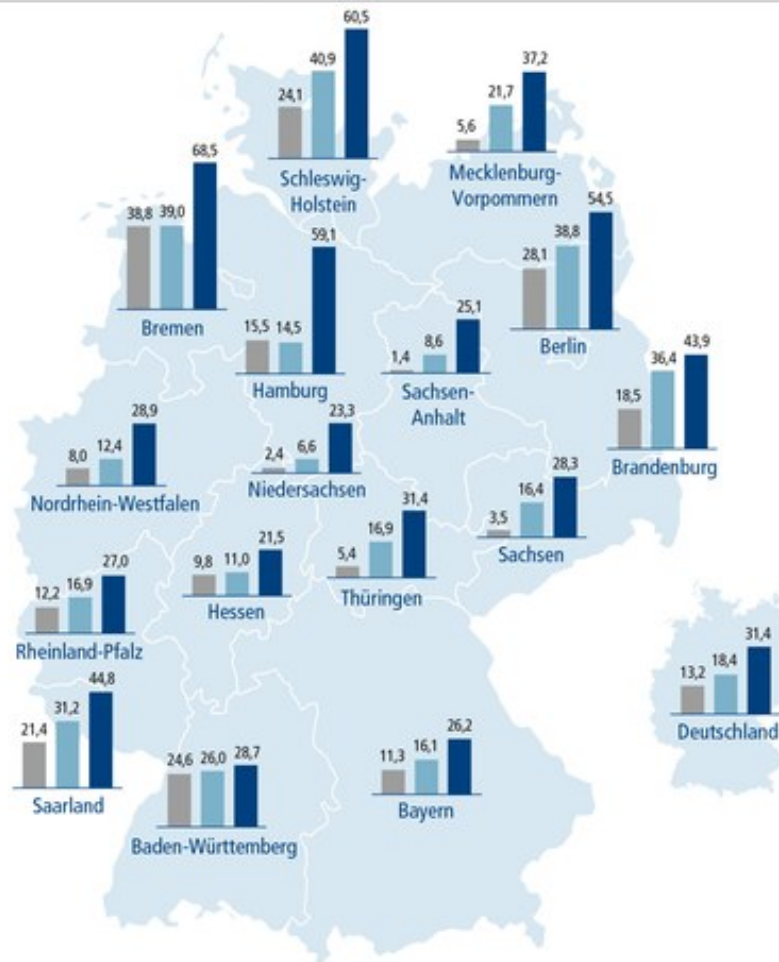 24,1 40,9 60,5
Schleswig-
Holstein
5,6 21,7 37,2
Mecklenburg-
Vorpommern
38,8 39,0 68,5
Bremen
15,5 14,5 59,1
Hamburg
1,4 8,6 25,1
Sachsen-
Anhalt
28,1 38,8 54,5
Berlin
18,5 36,4 43,9
Brandenburg
8,0 12,4 28,9
Nordrhein-Westfalen
2,4 6,6 23,3
Niedersachsen
3,5 16,4 28,3
Sachsen
12,2 16,9 27,0
Rheinland-Pfalz
9,8 11,0 21,5
Hessen
5,4 16,9 31,4
Thüringen
13,2 18,4 31,4
Deutschland
21,4 31,2 44,8
Saarland
24,6 26,0 28,7
Baden-Württemberg
11,3 16,1 26,2
Bayern